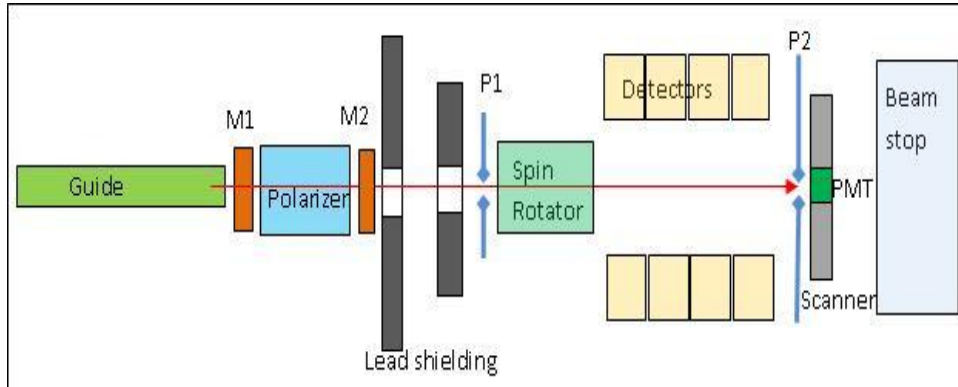 Guide
M1
Polarizer
M2
Lead shielding
P1
Spin
Rotator
Detectors
P2
PMT
Scanner
Beam
stop